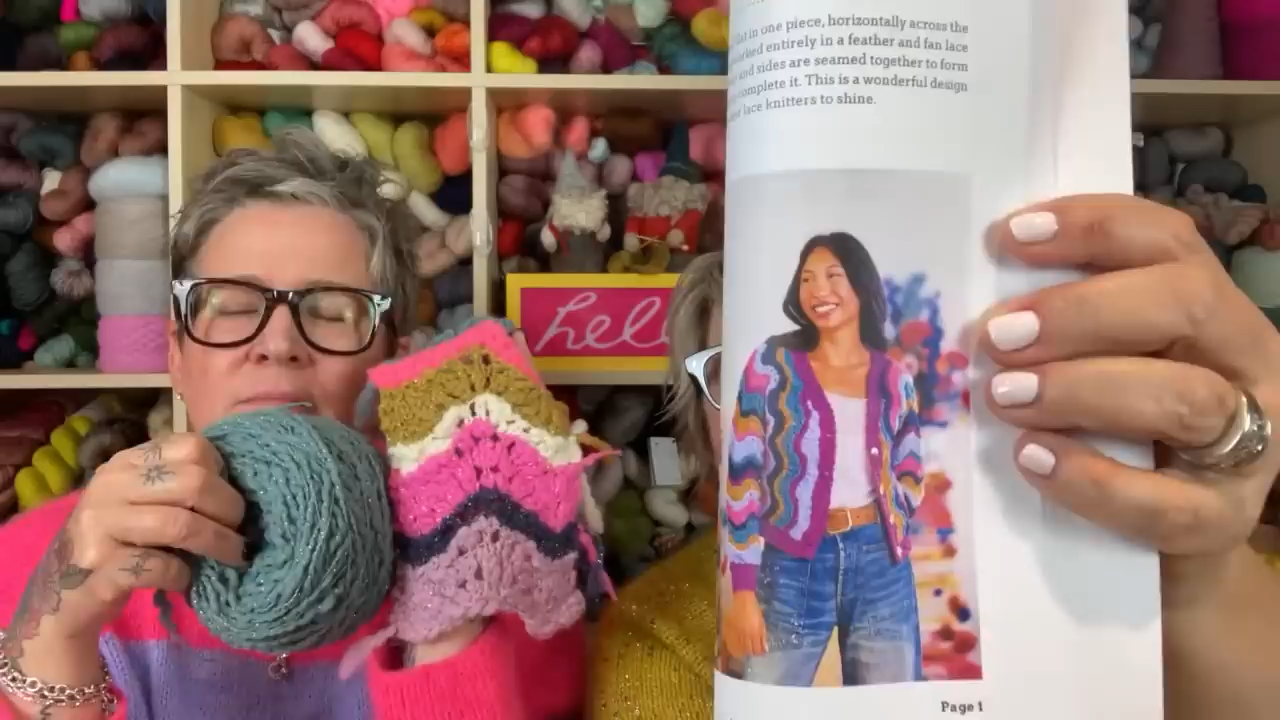 in one piece, horizontally across the
entirely in a feather and fan lace
and sides are seamed together to form
complete it. This is a wonderful design
lace knitters to shine.
hell
Page 1